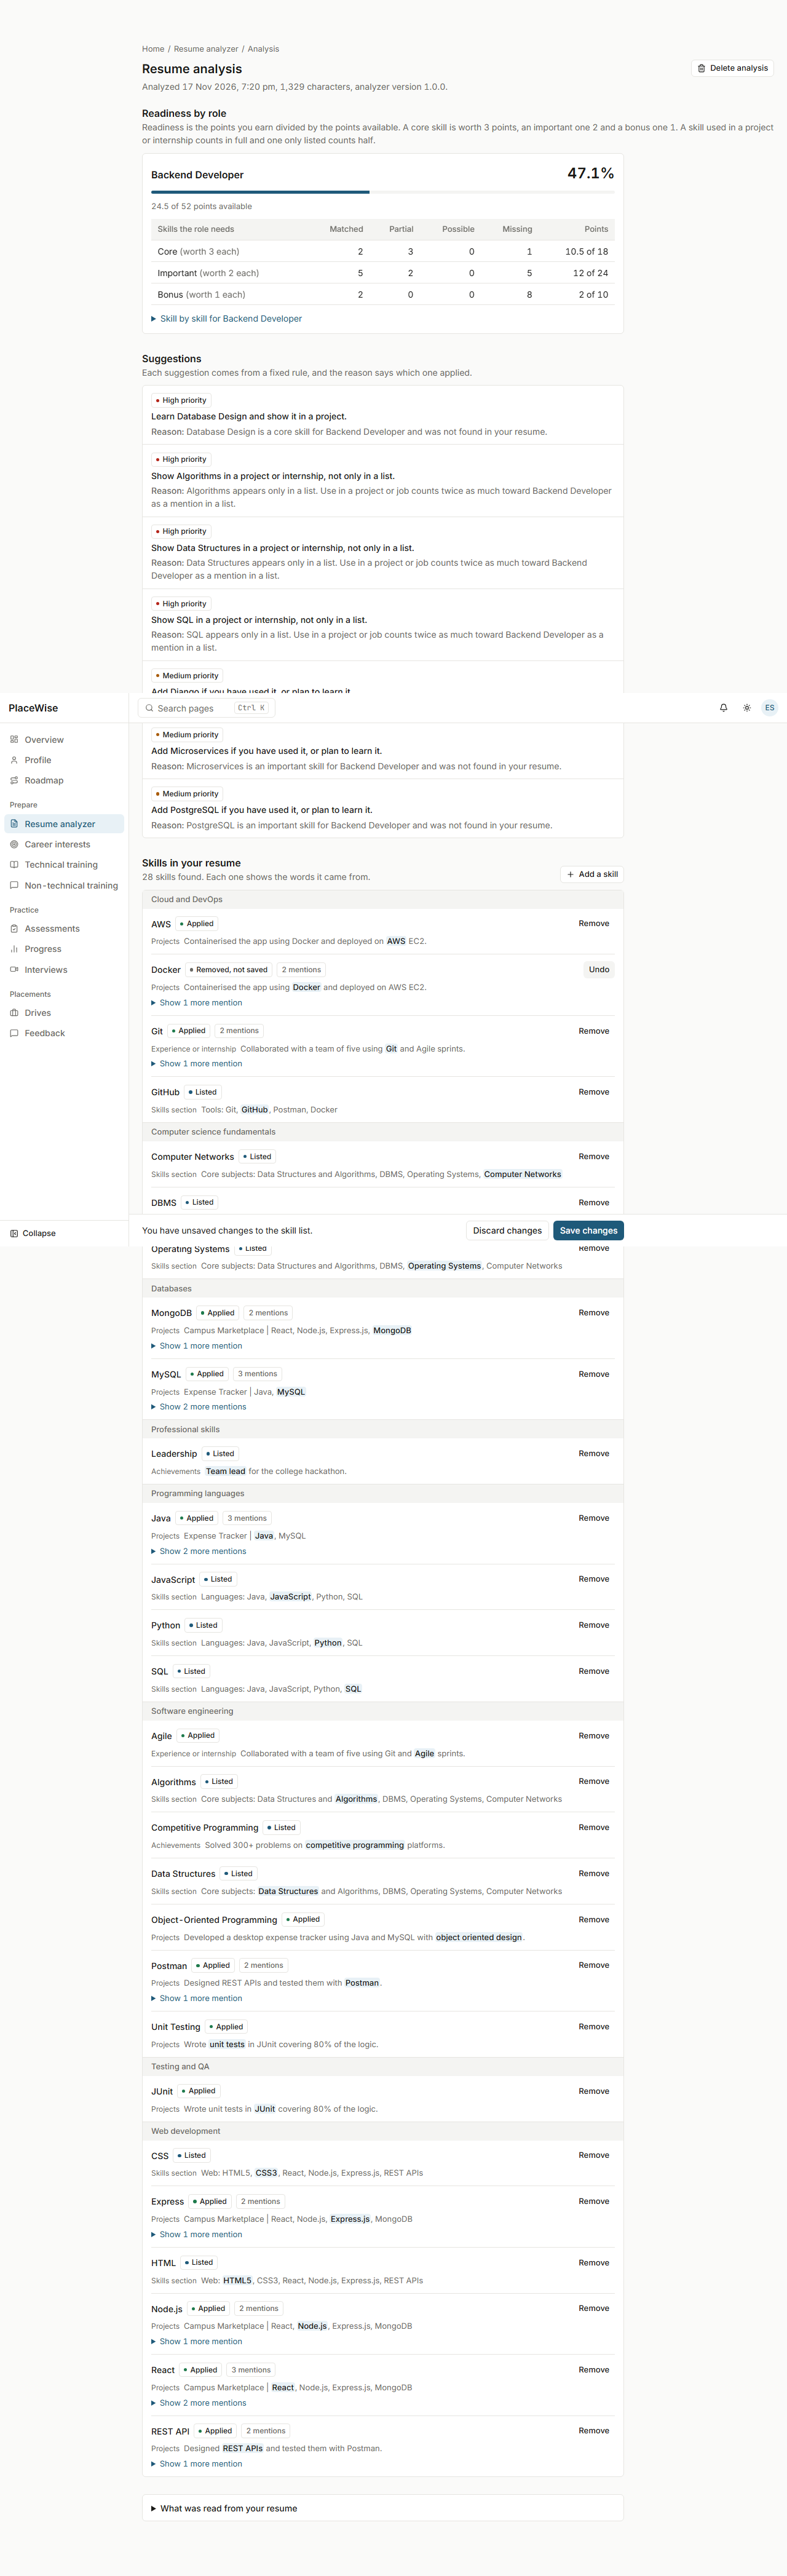 Home / Resume analyzer / Analysis
Resume analysis
Delete analysis
Analyzed 17 Nov 2026, 7:20 pm, 1,329 characters, analyzer version 1.0.0.
Readiness by role
Readiness is the points you earn divided by the points available. A core skill is worth 3 points, an important one 2 and a bonus one 1. A skill used in a project
or internship counts in full and one only listed counts half.
Backend Developer 47.1%
24.5 of 52 points available
Skills the role needs Matched Partial Possible Missing Points
Core (worth 3 each) 2 3 0 1 10.5 of 18
Important (worth 2 each) 5 2 0 5 12 of 24
Bonus (worth 1 each) 2 0 0 8 2 of 10
Skill by skill for Backend Developer
Suggestions
Each suggestion comes from a fixed rule, and the reason says which one applied.
High priority
Learn Database Design and show it in a project.
Reason: Database Design is a core skill for Backend Developer and was not found in your resume.
High priority
Show Algorithms in a project or internship, not only in a list.
Reason: Algorithms appears only in a list. Use in a project or job counts twice as much toward Backend Developer
as a mention in a list.
High priority
Show Data Structures in a project or internship, not only in a list.
Reason: Data Structures appears only in a list. Use in a project or job counts twice as much toward Backend
Developer as a mention in a list.
High priority
Show SQL in a project or internship, not only in a list.
Reason: SQL appears only in a list. Use in a project or job counts twice as much toward Backend Developer as a
mention in a list.
Medium priority
Add Django if you have used it, or plan to learn it.
PlaceWise
Search pages Ctrl K
ES
Overview
Profile
Roadmap
Prepare
Resume analyzer
Career interests
Technical training
Non-technical training
Practice
Assessments
Progress
Interviews
Placements
Drives
Feedback
Collapse
Medium priority
Add Microservices if you have used it, or plan to learn it.
Reason: Microservices is an important skill for Backend Developer and was not found in your resume.
Medium priority
Add PostgreSQL if you have used it, or plan to learn it.
Reason: PostgreSQL is an important skill for Backend Developer and was not found in your resume.
Skills in your resume
28 skills found. Each one shows the words it came from.
Add a skill
Cloud and DevOps
AWS Applied Remove
Projects Containerised the app using Docker and deployed on AWS EC2.
Docker Removed, not saved 2 mentions Undo
Projects Containerised the app using Docker and deployed on AWS EC2.
Show 1 more mention
Git Applied 2 mentions Remove
Experience or internship Collaborated with a team of five using Git and Agile sprints.
Show 1 more mention
GitHub Listed Remove
Skills section Tools: Git, GitHub, Postman, Docker
Computer science fundamentals
Computer Networks Listed Remove
Skills section Core subjects: Data Structures and Algorithms, DBMS, Operating Systems, Computer Networks
DBMS Listed Remove
You have unsaved changes to the skill list. Discard changes Save changes
Operating Systems Listed Remove
Skills section Core subjects: Data Structures and Algorithms, DBMS, Operating Systems, Computer Networks
Databases
MongoDB Applied 2 mentions Remove
Projects Campus Marketplace | React, Node.js, Express.js, MongoDB
Show 1 more mention
MySQL Applied 3 mentions Remove
Projects Expense Tracker | Java, MySQL
Show 2 more mentions
Professional skills
Leadership Listed Remove
Achievements Team lead for the college hackathon.
Programming languages
Java Applied 3 mentions Remove
Projects Expense Tracker | Java, MySQL
Show 2 more mentions
JavaScript Listed Remove
Skills section Languages: Java, JavaScript, Python, SQL
Python Listed Remove
Skills section Languages: Java, JavaScript, Python, SQL
SQL Listed Remove
Skills section Languages: Java, JavaScript, Python, SQL
Software engineering
Agile Applied Remove
Experience or internship Collaborated with a team of five using Git and Agile sprints.
Algorithms Listed Remove
Skills section Core subjects: Data Structures and Algorithms, DBMS, Operating Systems, Computer Networks
Competitive Programming Listed Remove
Achievements Solved 300+ problems on competitive programming platforms.
Data Structures Listed Remove
Skills section Core subjects: Data Structures and Algorithms, DBMS, Operating Systems, Computer Networks
Object-Oriented Programming Applied Remove
Projects Developed a desktop expense tracker using Java and MySQL with object oriented design.
Postman Applied 2 mentions Remove
Projects Designed REST APIs and tested them with Postman.
Show 1 more mention
Unit Testing Applied Remove
Projects Wrote unit tests in JUnit covering 80% of the logic.
Testing and QA
JUnit Applied Remove
Projects Wrote unit tests in JUnit covering 80% of the logic.
Web development
CSS Listed Remove
Skills section Web: HTML5, CSS3, React, Node.js, Express.js, REST APIs
Express Applied 2 mentions Remove
Projects Campus Marketplace | React, Node.js, Express.js, MongoDB
Show 1 more mention
HTML Listed Remove
Skills section Web: HTML5, CSS3, React, Node.js, Express.js, REST APIs
Node.js Applied 2 mentions Remove
Projects Campus Marketplace | React, Node.js, Express.js, MongoDB
Show 1 more mention
React Applied 3 mentions Remove
Projects Campus Marketplace | React, Node.js, Express.js, MongoDB
Show 2 more mentions
REST API Applied 2 mentions Remove
Projects Designed REST APIs and tested them with Postman.
Show 1 more mention
What was read from your resume